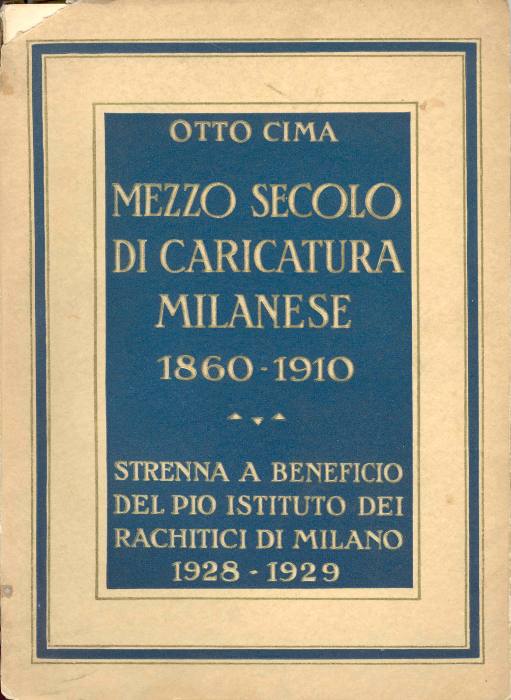 OTTO CIMA
MEZZO SECOLO
DI CARICATURA
MILANESE
1860-1910
STRENNA A BENEFICIO
DEL PIO ISTITUTO DEI
RACHITICI DI MILANO
1928-1929